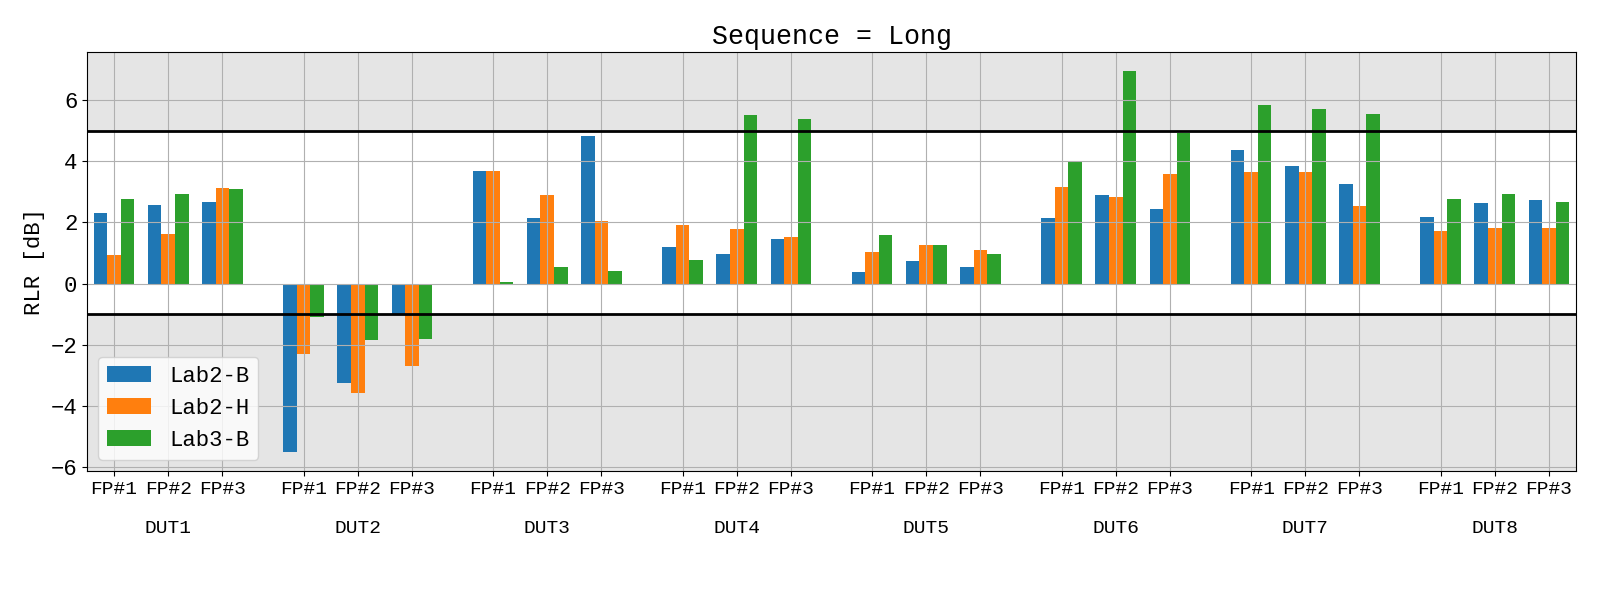 Sequence = Long
RLR [dB]
6
4
2
0
−2
−4
−6
Lab2-B
Lab2-H
Lab3-B
FP#1 FP#2 FP#3 FP#1 FP#2 FP#3 FP#1 FP#2 FP#3 FP#1 FP#2 FP#3 FP#1 FP#2 FP#3 FP#1 FP#2 FP#3 FP#1 FP#2 FP#3 FP#1 FP#2 FP#3
DUT1 DUT2 DUT3 DUT4 DUT5 DUT6 DUT7 DUT8